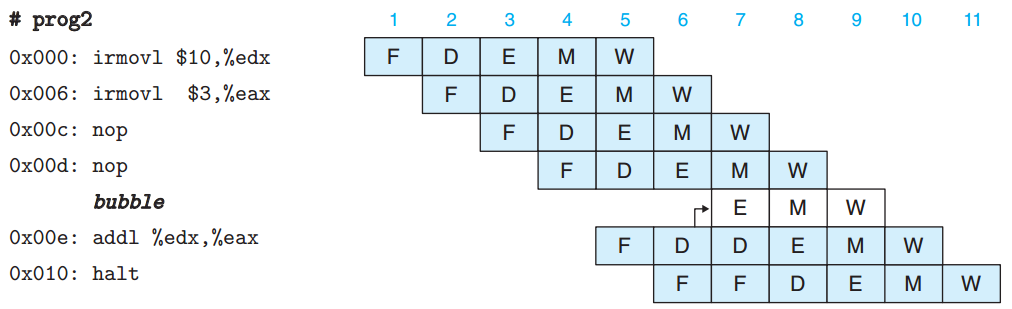 # prog2 1 2 3 4 5 6 7 8 9 10 11
0x000: irmovl $10,%edx F D E M W
0x006: irmovl $3,%eax F D E M W
0x00c: nop F D E M W
0x00d: nop F D E M W
bubble E M W
0x00e: addl %edx,%eax F D D E M W
0x010: halt F F D E M W